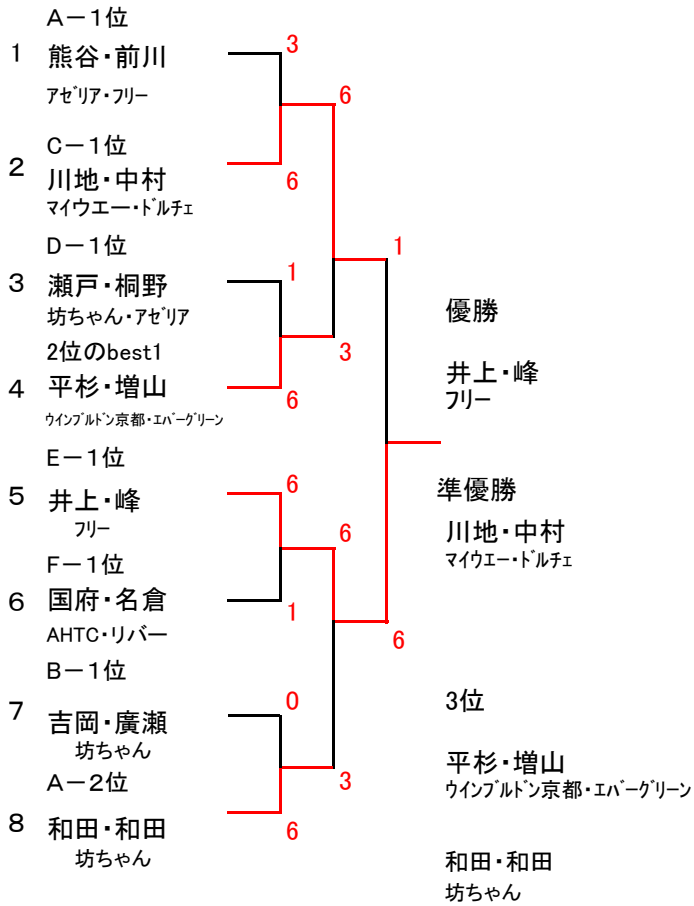 A－1位
1 熊谷・前川 3
アゼリア・フリー 6
C－1位
2 川地・中村 6
マイウエー・ドルチェ
D－1位 1
3 瀬戸・桐野 1
坊ちゃん・アゼリア
2位のbest1 3
4 平杉・増山 6
ウインブルドン京都・エバーグリーン
E－1位
5 井上・峰 6
フリー 6
F－1位
6 国府・名倉 1
AHTC・リバー 6
B－1位
7 吉岡・廣瀬 0
坊ちゃん
A－2位 3
8 和田・和田 6
坊ちゃん
優勝
井上・峰
フリー
準優勝
川地・中村
マイウエー・ドルチェ
3位
平杉・増山
ウインブルドン京都・エバーグリーン
和田・和田
坊ちゃん